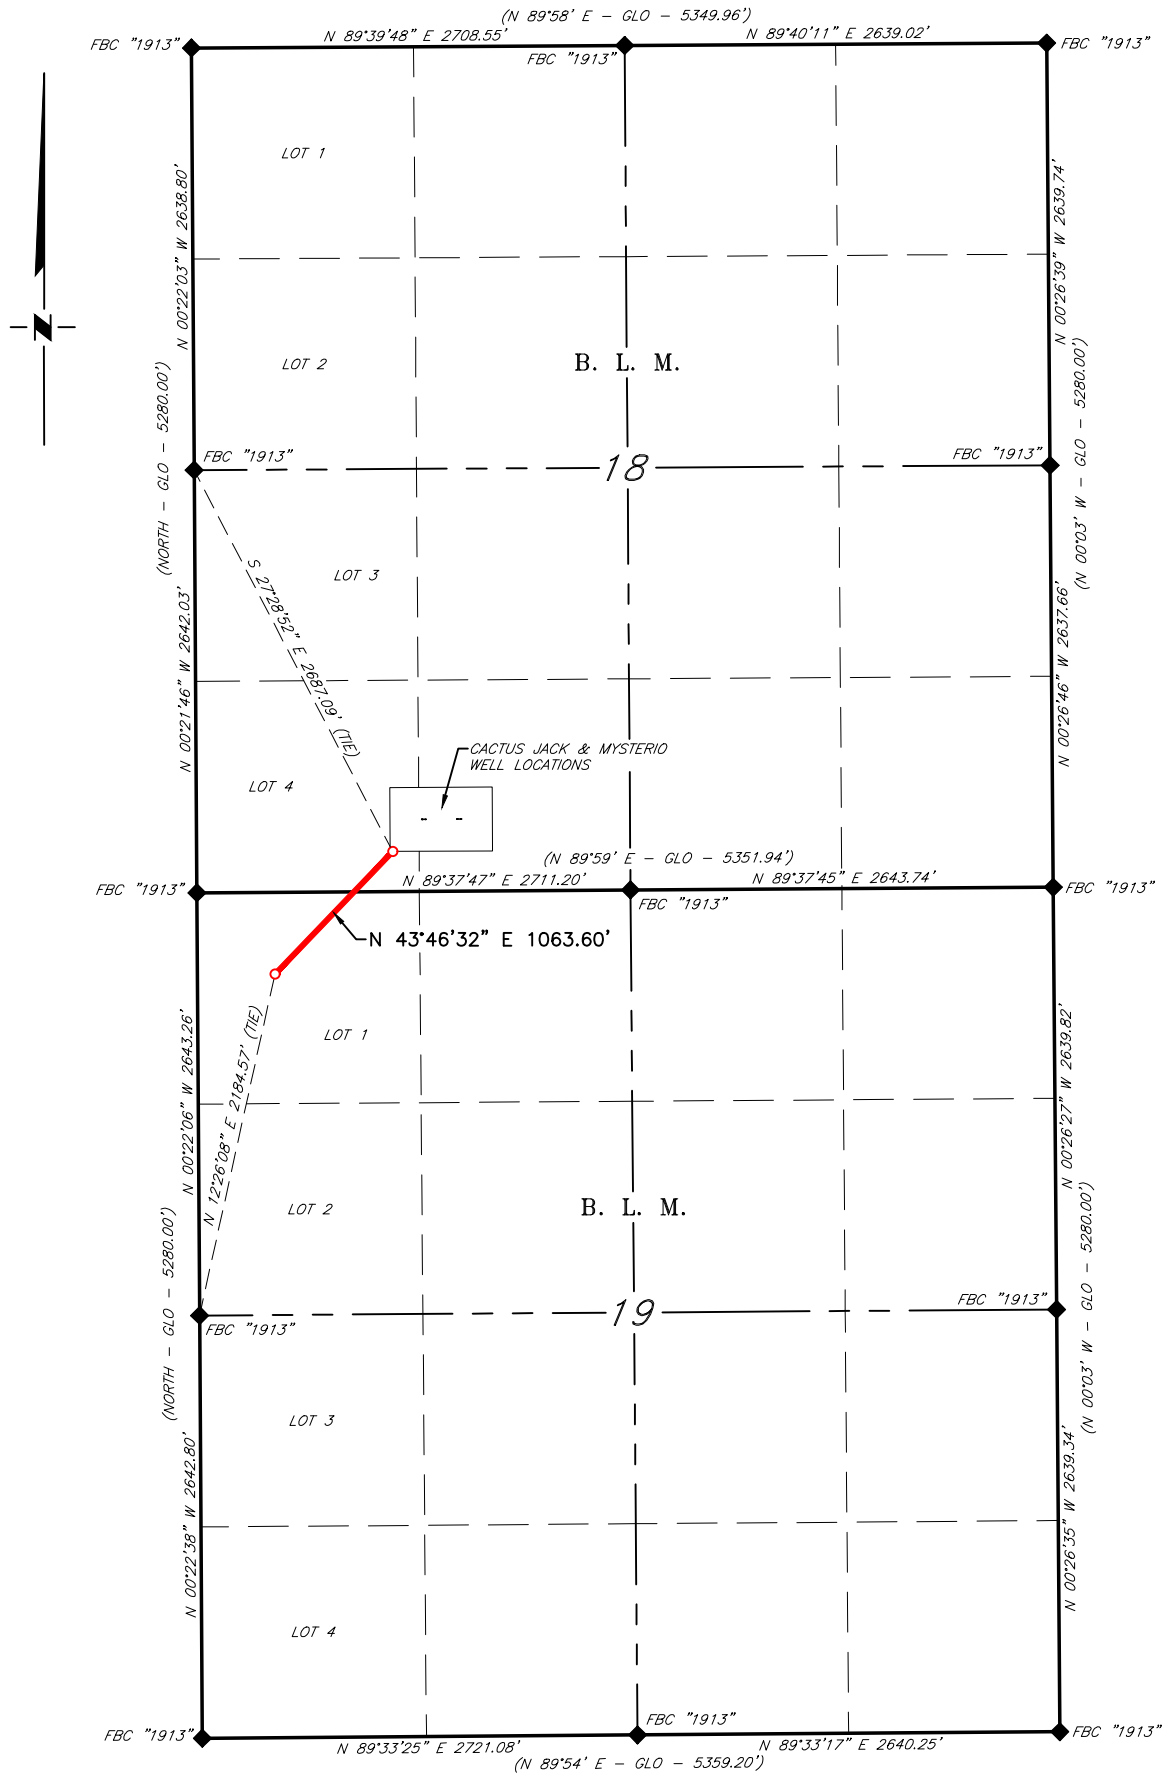 (N 89°58' E - GLO - 5349.96')
N 89°39'48" E 2708.55'
N 89°40'11" E 2639.02'
FBC "1913"
FBC "1913"
FBC "1913"
LOT 1
N 00°22'03" W 2638.80'
N 00°26'39" W 2639.74'
N
LOT 2
B. L. M.
(NORTH - GLO - 5280.00')
(N 00°03' W - GLO - 5280.00')
FBC "1913"
18
FBC "1913"
LOT 3
S 27°28'52" E 2687.09' (TIE)
N 00°21'46" W 2642.03'
N 00°26'46" W 2637.66'
CACTUS JACK & MYSTERIO
WELL LOCATIONS
LOT 4
(N 89°59' E - GLO - 5351.94')
N 89°37'47" E 2711.20'
N 89°37'45" E 2643.74'
FBC "1913"
FBC "1913"
FBC "1913"
N 43°46'32" E 1063.60'
LOT 1
N 12°26'08" E 2184.57' (TIE)
N 00°22'06" W 2643.26'
N 00°26'27" W 2639.82'
LOT 2
B. L. M.
(NORTH - GLO - 5280.00')
(N 00°03' W - GLO - 5280.00')
FBC "1913"
19
FBC "1913"
LOT 3
N 00°22'38" W 2642.80'
N 00°26'35" W 2639.34'
LOT 4
FBC "1913"
FBC "1913"
FBC "1913"
N 89°33'25" E 2721.08'
N 89°33'17" E 2640.25'
(N 89°54' E - GLO - 5359.20')